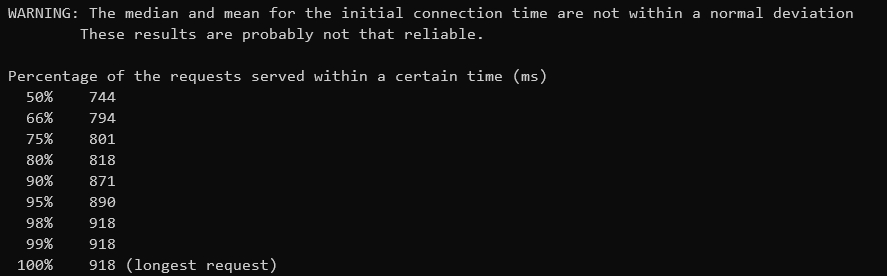 WARNING: The median and mean for the initial connection time are not within a normal deviation
        These results are probably not that reliable.

Percentage of the requests served within a certain time (ms)
  50%    744
  66%    794
  75%    801
  80%    818
  90%    871
  95%    890
  98%    918
  99%    918
 100%    918 (longest request)